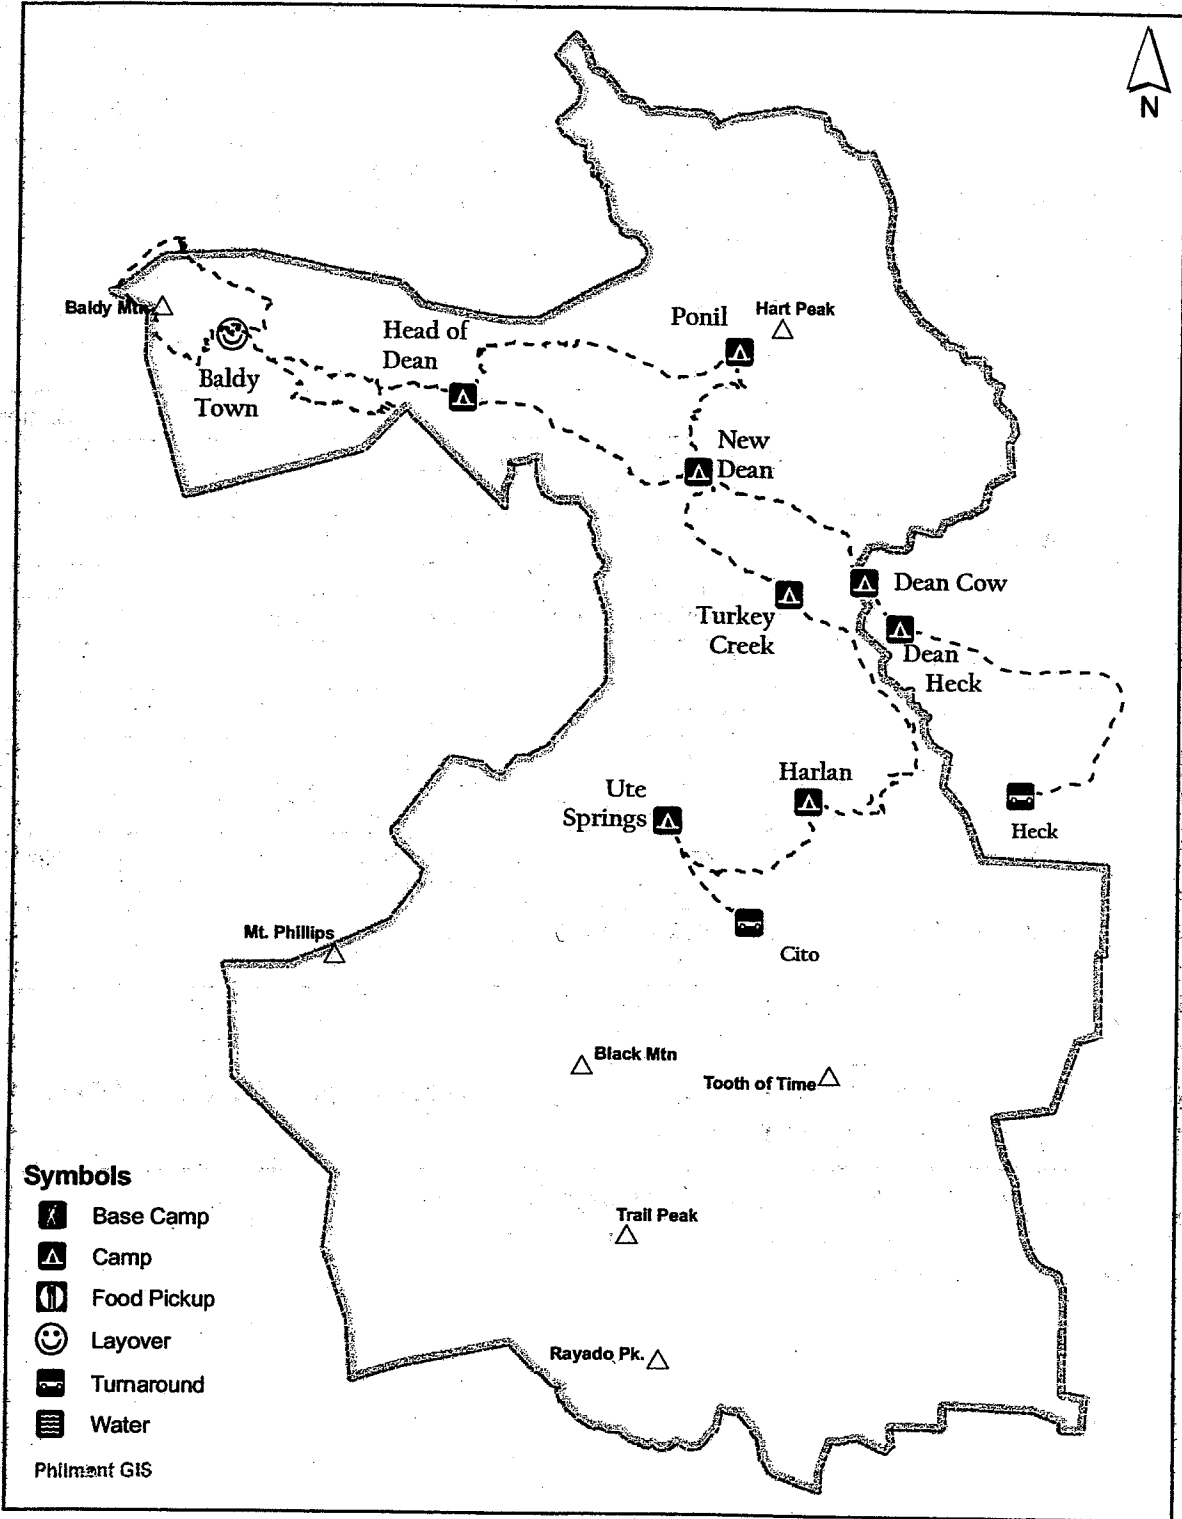 N
Baldy Mtn
Baldy
Town
Head of
Dean
Ponil
Hart Peak
New
Dean
Dean Cow
Turkey
Creek
Dean
Heck
Harlan
Ute
Springs
Heck
Cito
Mt. Phillips
Black Mtn
Tooth of Time
Trail Peak
Rayado Pk.
Symbols
Base Camp
Camp
Food Pickup
Layover
Turnaround
Water
Philmont GIS